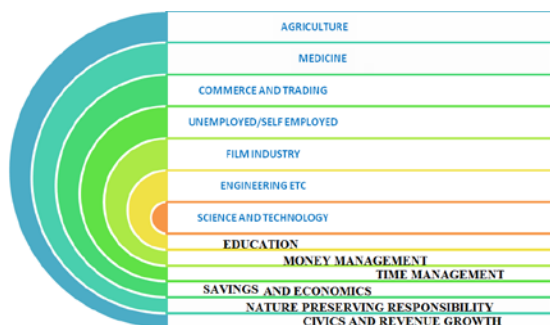 AGRICULTURE
MEDICINE
COMMERCE AND TRADING
UNEMPLOYED/SELF EMPLOYED
FILM INDUSTRY
ENGINEERING ETC
SCIENCE AND TECHNOLOGY
EDUCATION
MONEY MANAGEMENT
TIME MANAGEMENT
SAVINGS AND ECONOMICS
NATURE PRESERVING RESPONSIBILITY
CIVICS AND REVENUE GROWTH